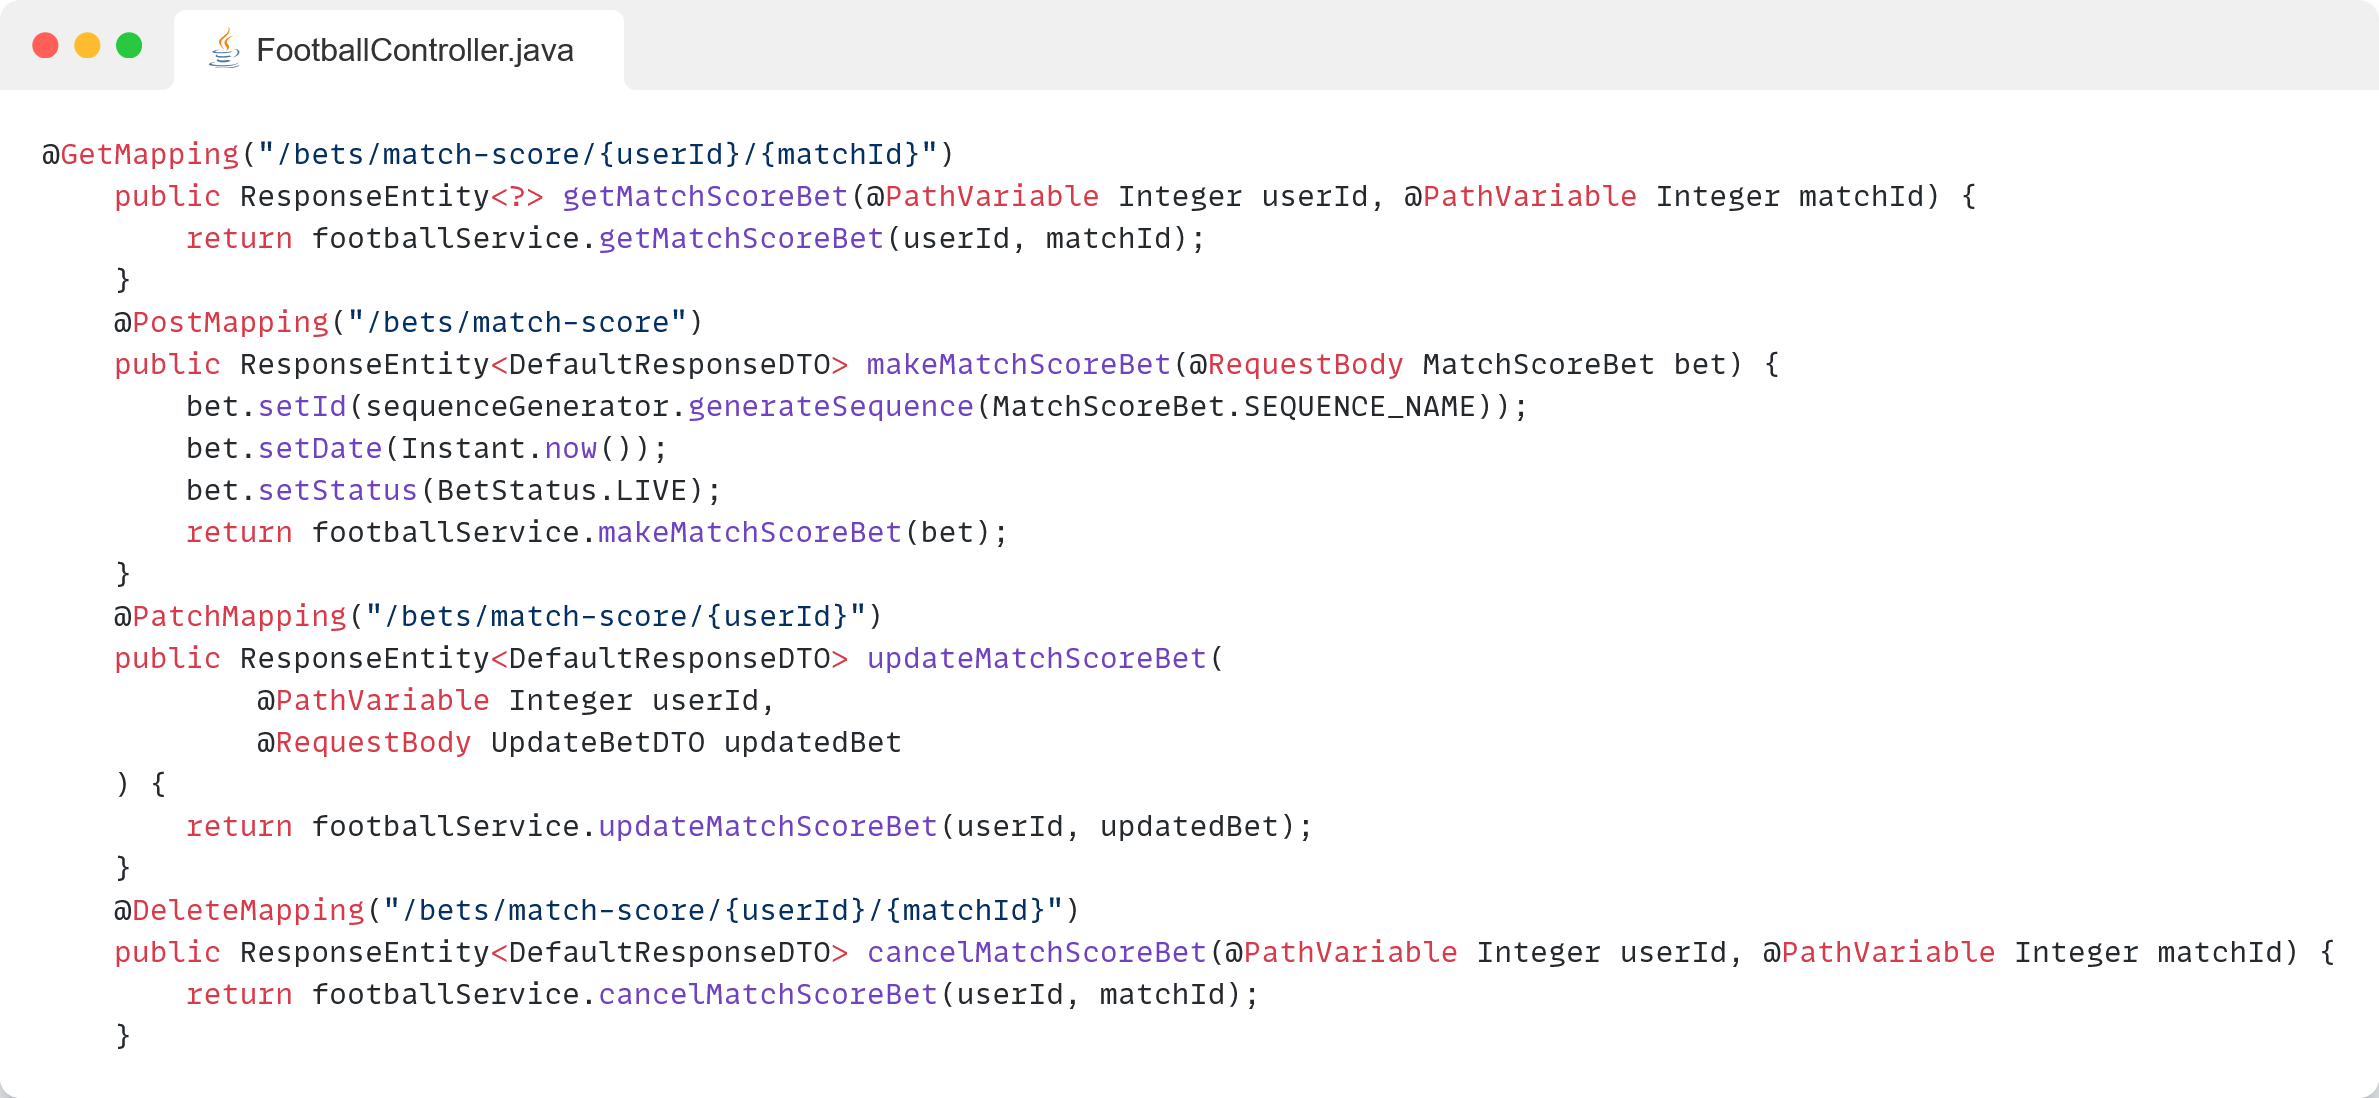 FootballController.java
@GetMapping("/bets/match-score/{userId}/{matchId}")
    public ResponseEntity<?> getMatchScoreBet(@PathVariable Integer userId, @PathVariable Integer matchId) {
        return footballService.getMatchScoreBet(userId, matchId);
    }
    @PostMapping("/bets/match-score")
    public ResponseEntity<DefaultResponseDTO> makeMatchScoreBet(@RequestBody MatchScoreBet bet) {
        bet.setId(sequenceGenerator.generateSequence(MatchScoreBet.SEQUENCE_NAME));
        bet.setDate(Instant.now());
        bet.setStatus(BetStatus.LIVE);
        return footballService.makeMatchScoreBet(bet);
    }
    @PatchMapping("/bets/match-score/{userId}")
    public ResponseEntity<DefaultResponseDTO> updateMatchScoreBet(
            @PathVariable Integer userId,
            @RequestBody UpdateBetDTO updatedBet
    ) {
        return footballService.updateMatchScoreBet(userId, updatedBet);
    }
    @DeleteMapping("/bets/match-score/{userId}/{matchId}")
    public ResponseEntity<DefaultResponseDTO> cancelMatchScoreBet(@PathVariable Integer userId, @PathVariable Integer matchId) {
        return footballService.cancelMatchScoreBet(userId, matchId);
    }